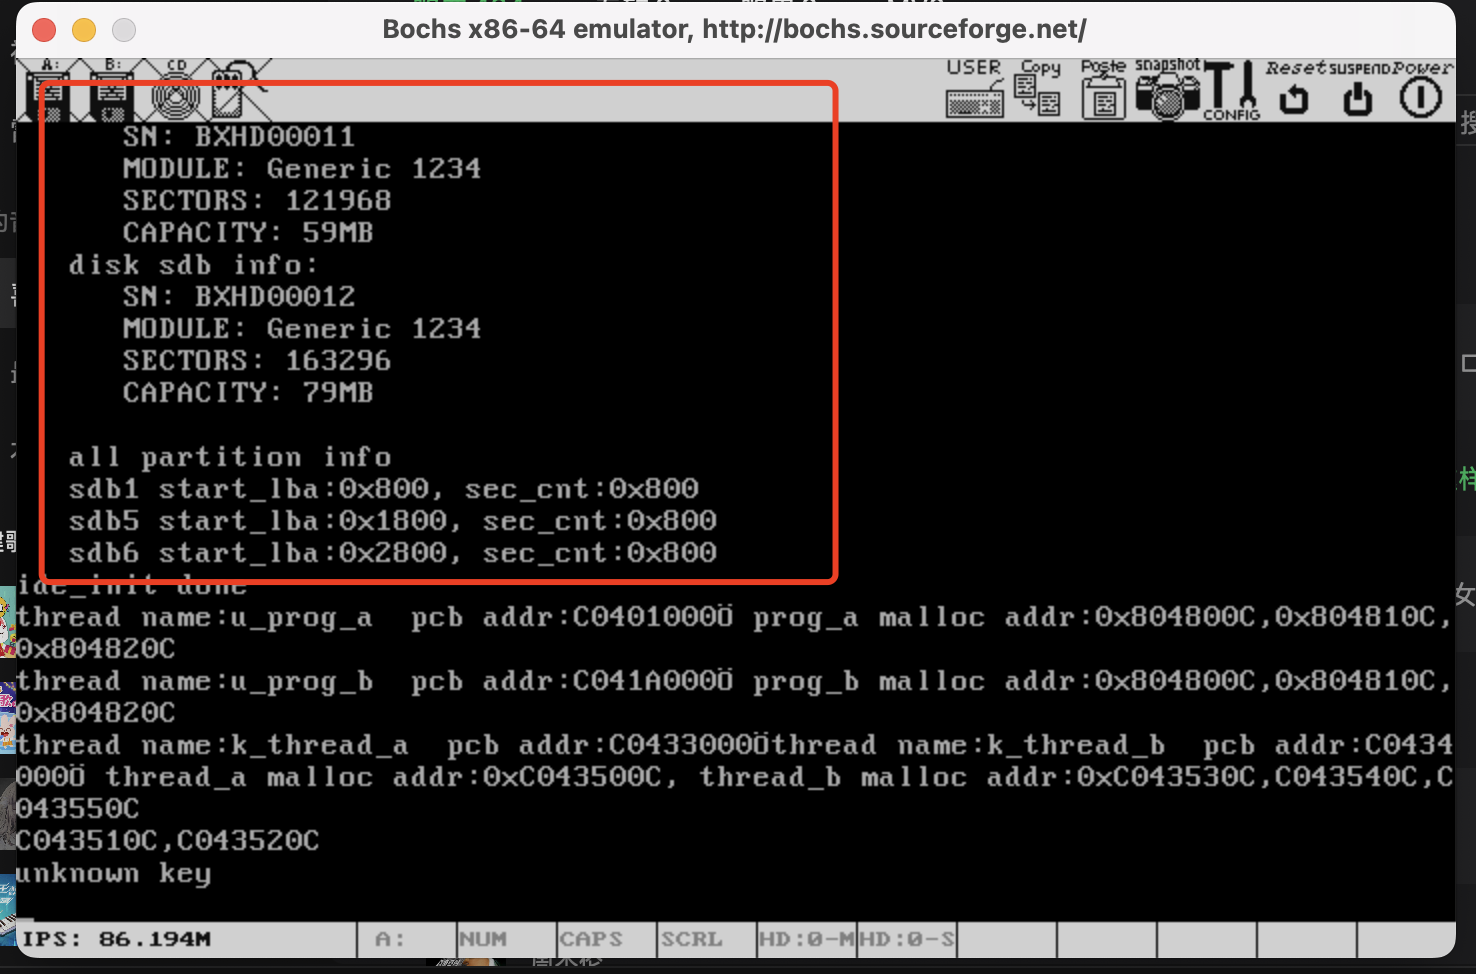 Bochs x86-64 emulator, http://bochs.sourceforge.net/
A: B: CD USER Copy Paste snapshot CONFIG Reset SUSPEND Power
SN: BXHD00011
MODULE: Generic 1234
SECTORS: 121968
CAPACITY: 59MB
disk sdb info:
SN: BXHD00012
MODULE: Generic 1234
SECTORS: 163296
CAPACITY: 79MB
all partition info
sdb1 start_lba:0x800, sec_cnt:0x800
sdb5 start_lba:0x1800, sec_cnt:0x800
sdb6 start_lba:0x2800, sec_cnt:0x800
ide_init done
thread name:u_prog_a  pcb addr:C0401000Ö prog_a malloc addr:0x804800C,0x804810C,
0x804820C
thread name:u_prog_b  pcb addr:C041A000Ö prog_b malloc addr:0x804800C,0x804810C,
0x804820C
thread name:k_thread_a  pcb addr:C0433000Öthread name:k_thread_b  pcb addr:C0434
000Ö thread_a malloc addr:0xC043500C, thread_b malloc addr:0xC043530C,C043540C,C
043550C
C043510C,C043520C
unknown key
IPS: 86.194M A: NUM CAPS SCRL HD:0-M HD:0-S